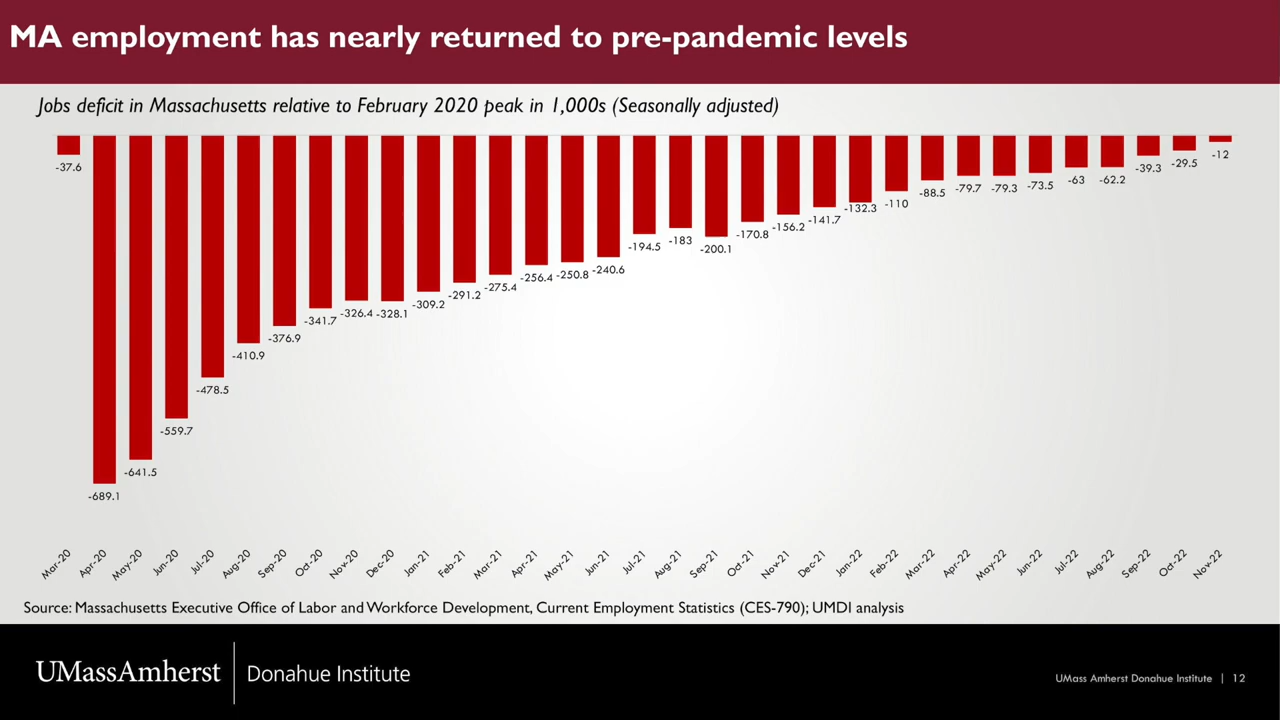 MA employment has nearly returned to pre-pandemic levels
Jobs deficit in Massachusetts relative to February 2020 peak in 1,000s (Seasonally adjusted)
-37.6
-689.1
-641.5
-559.7
-478.5
-410.9
-376.9
-341.7
-326.4
-328.1
-309.2
-291.2
-275.4
-256.4
-250.8
-240.6
-194.5
-183
-200.1
-170.8
-156.2
-141.7
-132.3
-110
-88.5
-79.7
-79.3
-73.5
-63
-62.2
-39.3
-29.5
-12
Mar-20
Apr-20
May-20
Jun-20
Jul-20
Aug-20
Sep-20
Oct-20
Nov-20
Dec-20
Jan-21
Feb-21
Mar-21
Apr-21
May-21
Jun-21
Jul-21
Aug-21
Sep-21
Oct-21
Nov-21
Dec-21
Jan-22
Feb-22
Mar-22
Apr-22
May-22
Jun-22
Jul-22
Aug-22
Sep-22
Oct-22
Nov-22
Source: Massachusetts Executive Office of Labor and Workforce Development, Current Employment Statistics (CES-790); UMDI analysis
UMassAmherst | Donahue Institute
UMass Amherst Donahue Institute | 12